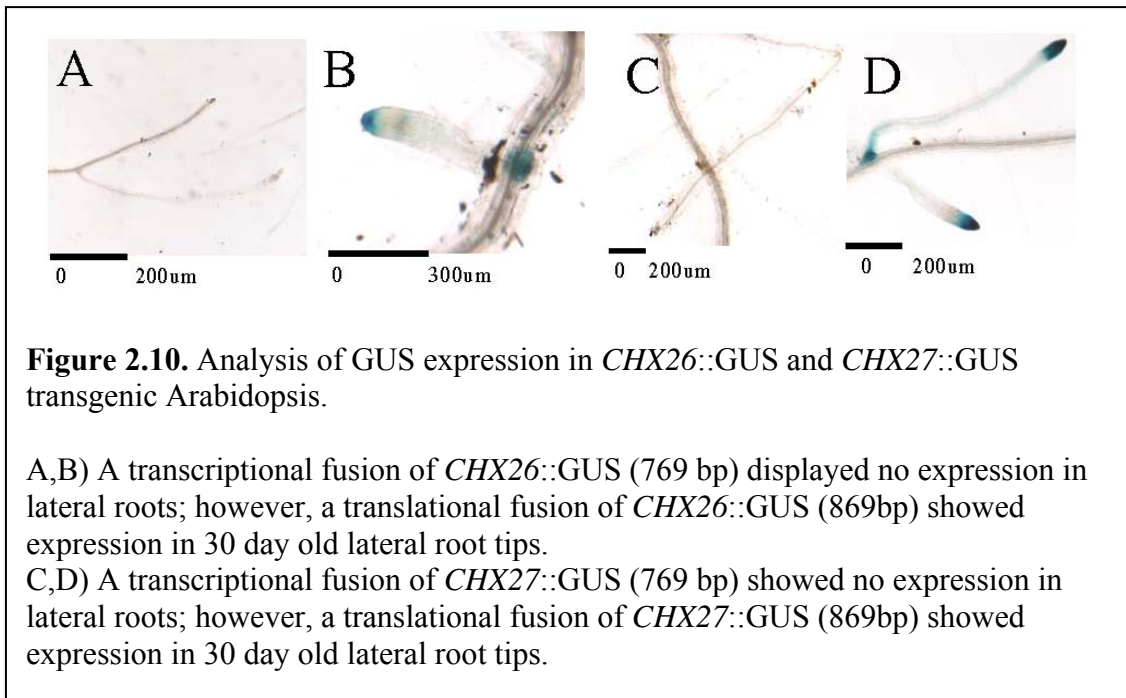 A B C D
0 200um 0 300um 0 200um 0 200um
Figure 2.10. Analysis of GUS expression in CHX26::GUS and CHX27::GUS
transgenic Arabidopsis.
A,B) A transcriptional fusion of CHX26::GUS (769 bp) displayed no expression in
lateral roots; however, a translational fusion of CHX26::GUS (869bp) showed
expression in 30 day old lateral root tips.
C,D) A transcriptional fusion of CHX27::GUS (769 bp) showed no expression in
lateral roots; however, a translational fusion of CHX27::GUS (869bp) showed
expression in 30 day old lateral root tips.